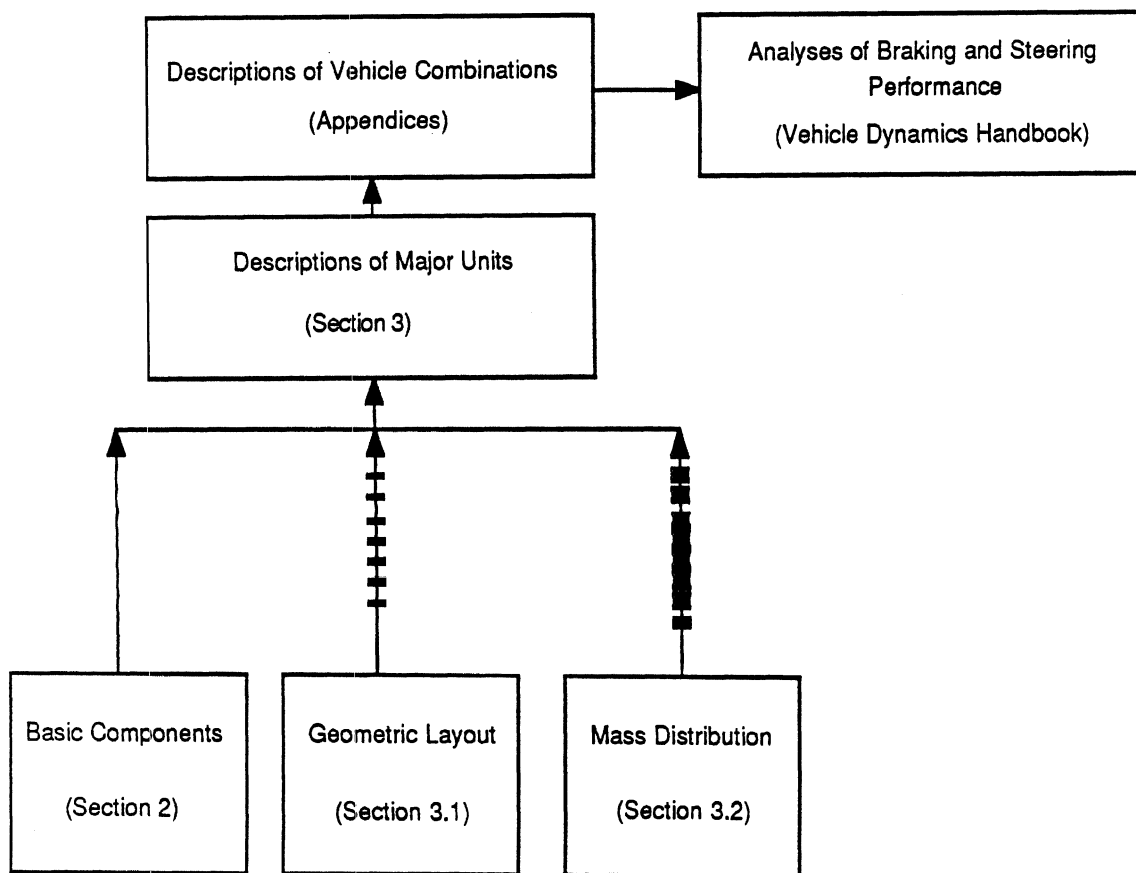 Descriptions of Vehicle Combinations
(Appendices)
Analyses of Braking and Steering
Performance
(Vehicle Dynamics Handbook)
Descriptions of Major Units
(Section 3)
Basic Components
(Section 2)
Geometric Layout
(Section 3.1)
Mass Distribution
(Section 3.2)